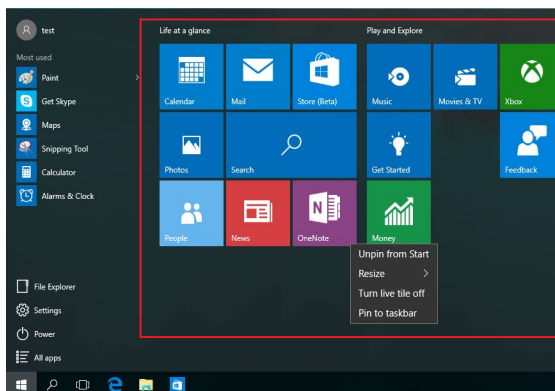 test
Most used
Paint
Get Skype
Maps
Snipping Tool
Calculator
Alarms & Clock
File Explorer
Settings
Power
All apps
Life at a glance
Play and Explore
Calendar
Mail
Store (Beta)
Music
Movies & TV
Xbox
Photos
Search
Get Started
Feedback
People
News
OneNote
Money
Unpin from Start
Resize
Turn live tile off
Pin to taskbar